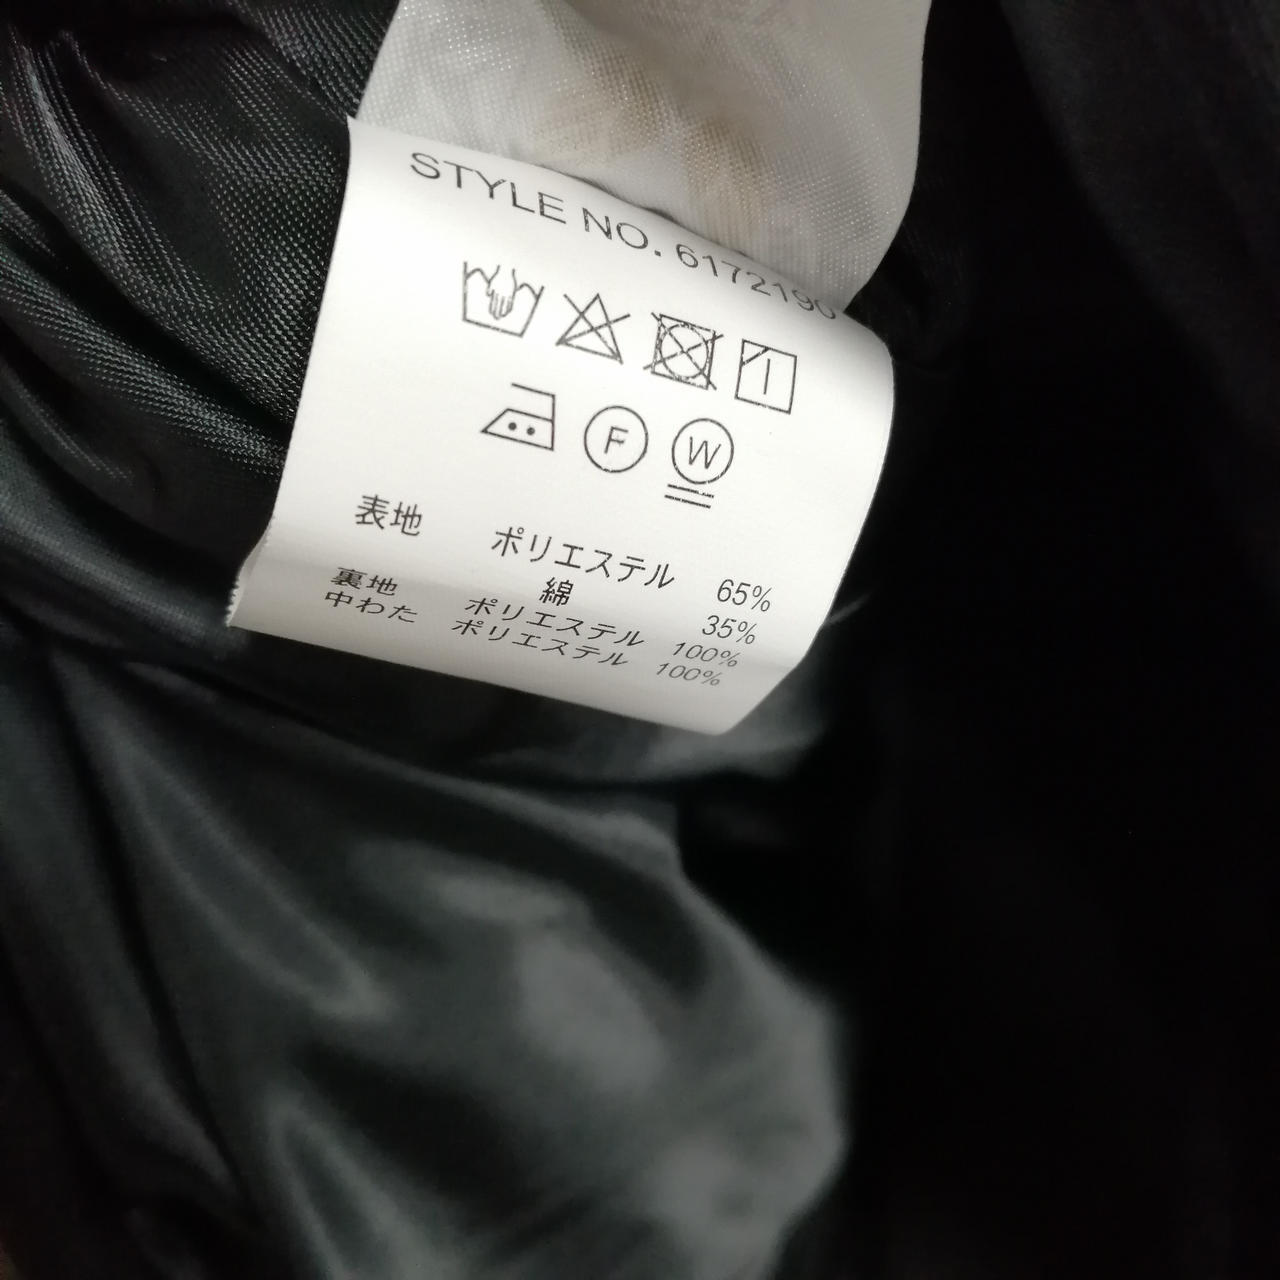 STYLE NO. 6172190
F W
表地 ポリエステル 65%
綿 35%
裏地 ポリエステル 100%
中わた ポリエステル 100%